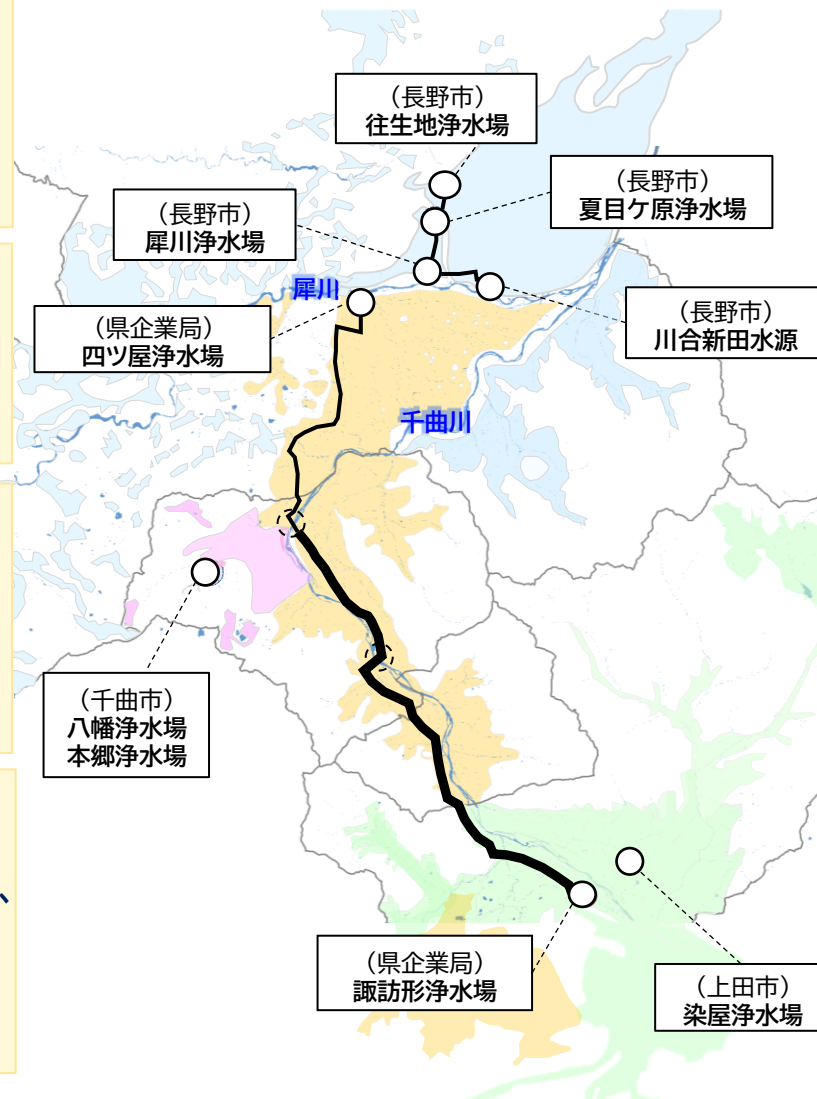 （長野市）
往生地浄水場
（長野市）
夏目ケ原浄水場
（長野市）
犀川浄水場
犀川
（長野市）
川合新田水源
（県企業局）
四ツ屋浄水場
千曲川
（千曲市）
八幡浄水場
本郷浄水場
、
（県企業局）
諏訪形浄水場
（上田市）
染屋浄水場